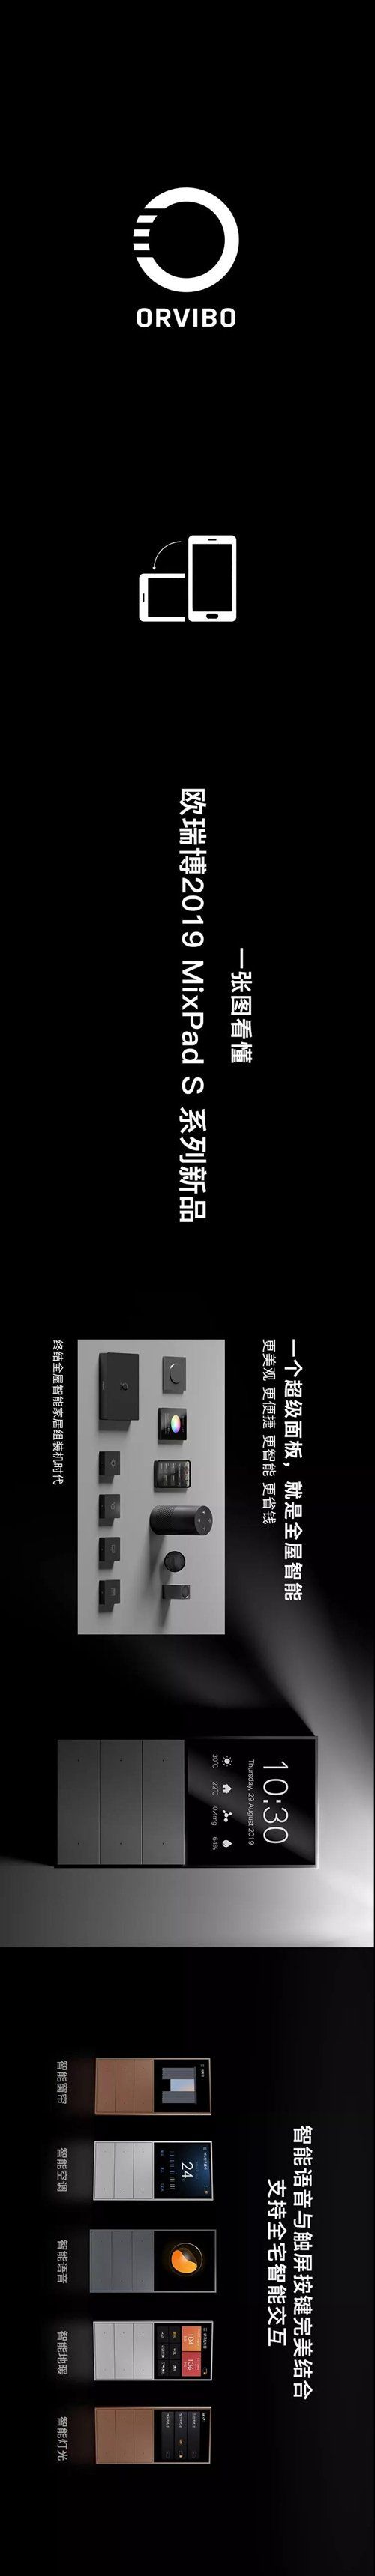 ORVIBO
一张图看懂
欧瑞博2019 MixPad S 系列新品
一个超级面板，就是全屋智能
更美观 更便捷 更智能 更省钱
终结全屋智能家居组装机时代
10:30
Thursday, 29 August 2019
30°C 22°C 0.4mg 64%
智能语音与触屏按键完美结合
支持全宅智能交互
24
104
136
智能窗帘
智能空调
智能语音
智能地暖
智能灯光